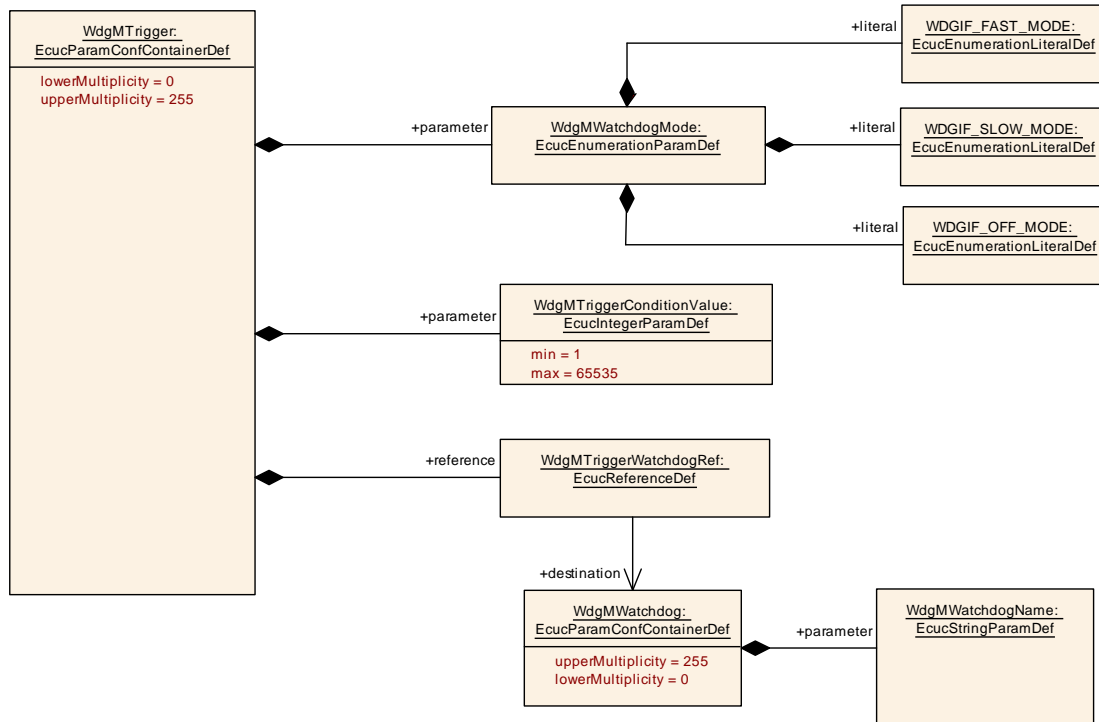 WdgMTrigger:
EcucParamConfContainerDef
lowerMultiplicity = 0
upperMultiplicity = 255
+parameter
WdgMWatchdogMode:
EcucEnumerationParamDef
+literal
WDGIF_FAST_MODE:
EcucEnumerationLiteralDef
+literal
WDGIF_SLOW_MODE:
EcucEnumerationLiteralDef
+literal
WDGIF_OFF_MODE:
EcucEnumerationLiteralDef
+parameter
WdgMTriggerConditionValue:
EcucIntegerParamDef
min = 1
max = 65535
+reference
WdgMTriggerWatchdogRef:
EcucReferenceDef
+destination
WdgMWatchdog:
EcucParamConfContainerDef
upperMultiplicity = 255
lowerMultiplicity = 0
+parameter
WdgMWatchdogName:
EcucStringParamDef